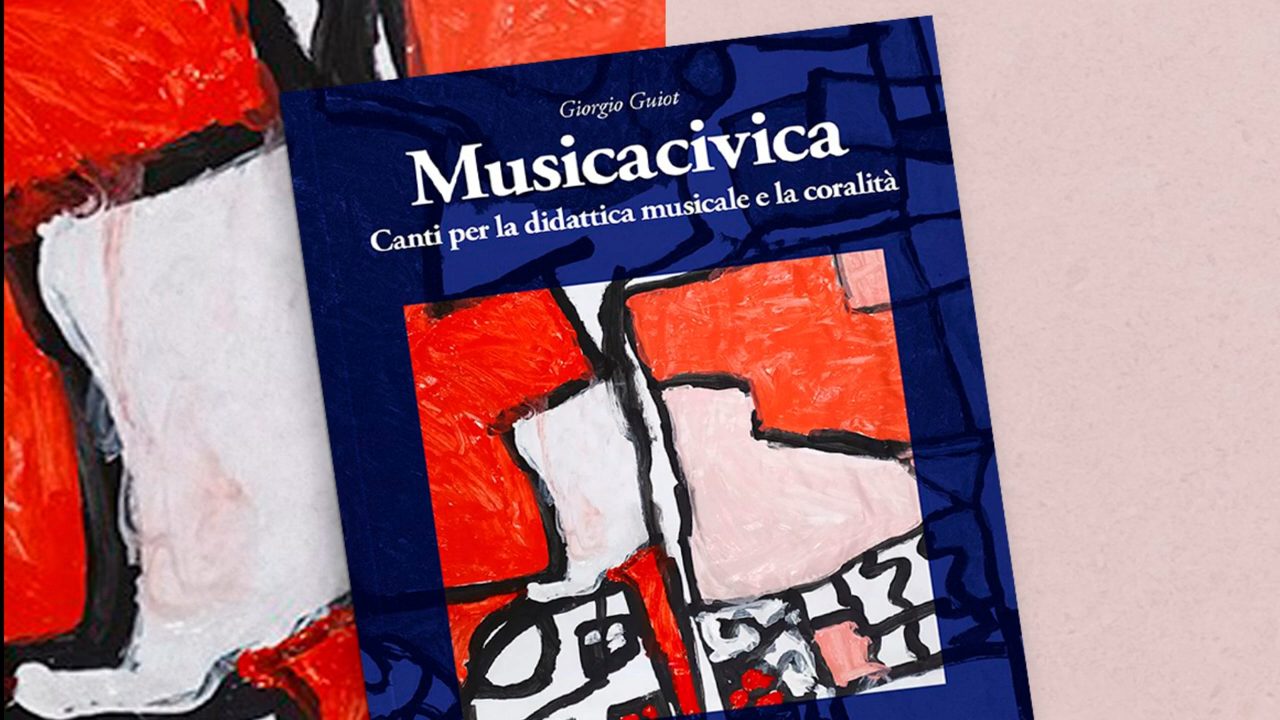 Giorgio Guiot
Musicacivica
Canti per la didattica musicale e la coralità